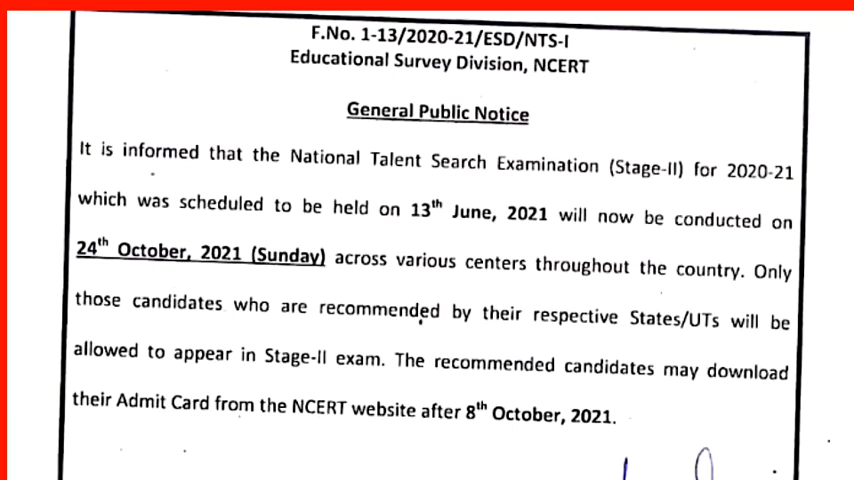 F.No. 1-13/2020-21/ESD/NTS-I
Educational Survey Division, NCERT
General Public Notice
It is informed that the National Talent Search Examination (Stage-II) for 2020-21
which was scheduled to be held on 13th June, 2021 will now be conducted on
24th October, 2021 (Sunday) across various centers throughout the country. Only
those candidates who are recommended by their respective States/UTs will be
allowed to appear in Stage-II exam. The recommended candidates may download
their Admit Card from the NCERT website after 8th October, 2021.